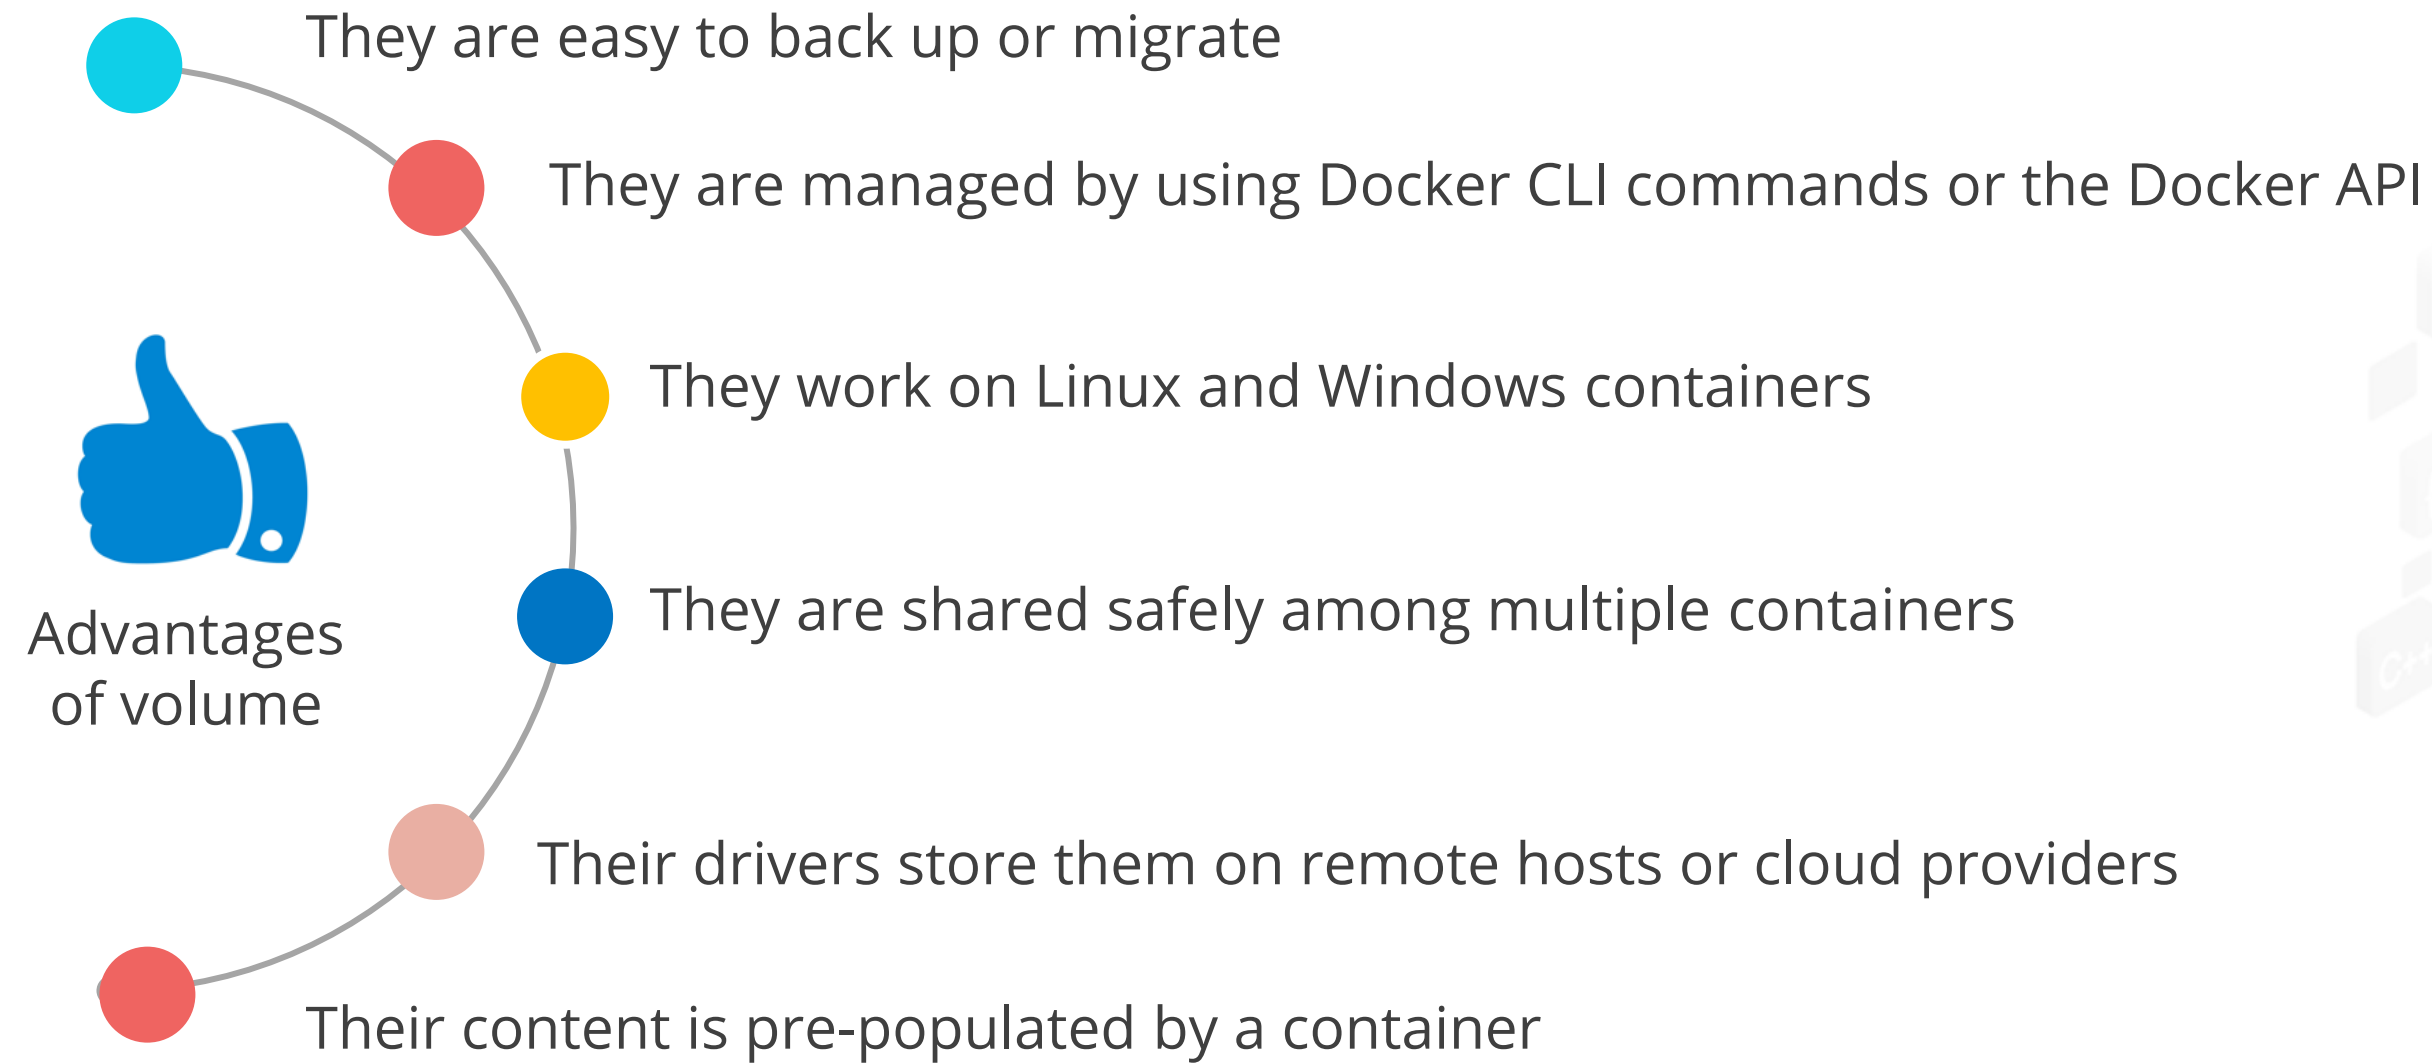 They are easy to back up or migrate
They are managed by using Docker CLI commands or the Docker API
They work on Linux and Windows containers
They are shared safely among multiple containers
Advantages
of volume
Their drivers store them on remote hosts or cloud providers
Their content is pre-populated by a container
C++